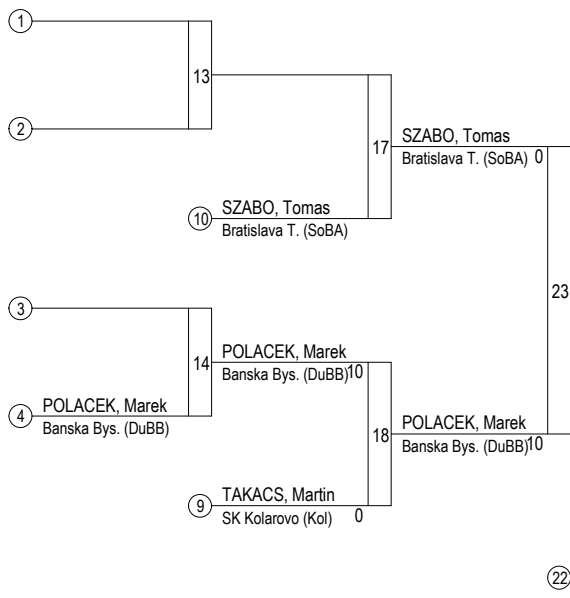 1
13
2
17
SZABO, Tomas
Bratislava T. (SoBA) 0
10
SZABO, Tomas
Bratislava T. (SoBA)
23
3
14
POLACEK, Marek
Banska Bys. (DuBB) 10
4
POLACEK, Marek
Banska Bys. (DuBB)
18
POLACEK, Marek
Banska Bys. (DuBB) 10
9
TAKACS, Martin
SK Kolarovo (Kol) 0
22